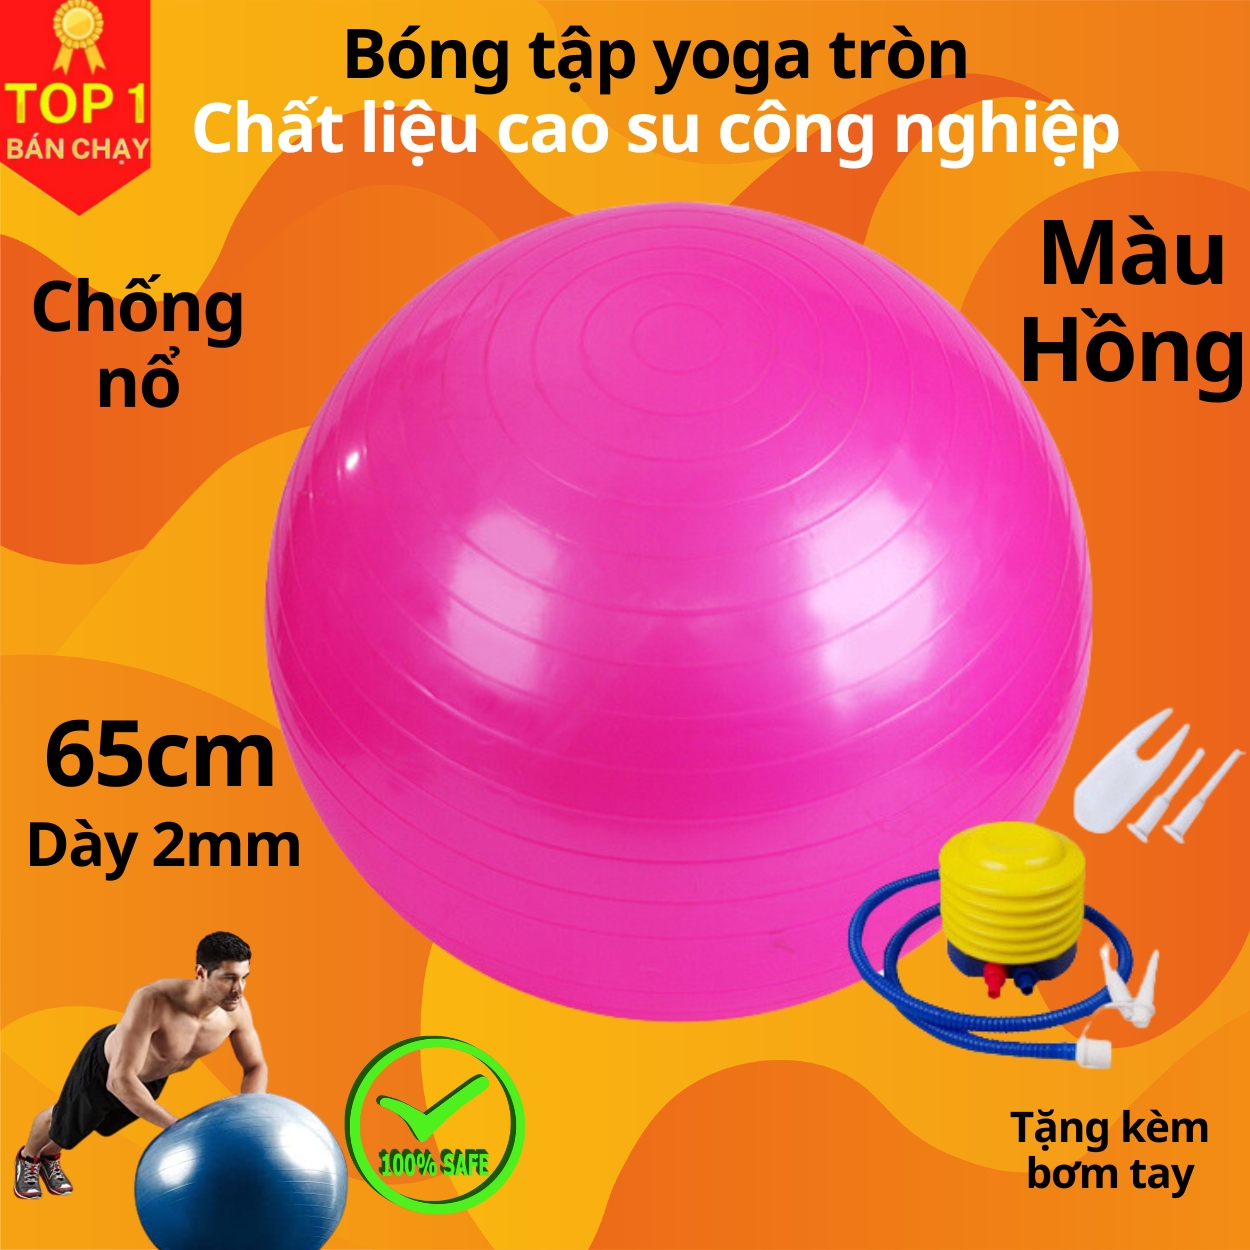 TOP 1
BÁN CHẠY
Bóng tập yoga tròn
Chất liệu cao su công nghiệp
Màu
Hồng
Chống
nổ
65cm
Dày 2mm
100% SAFE
Tặng kèm
bơm tay